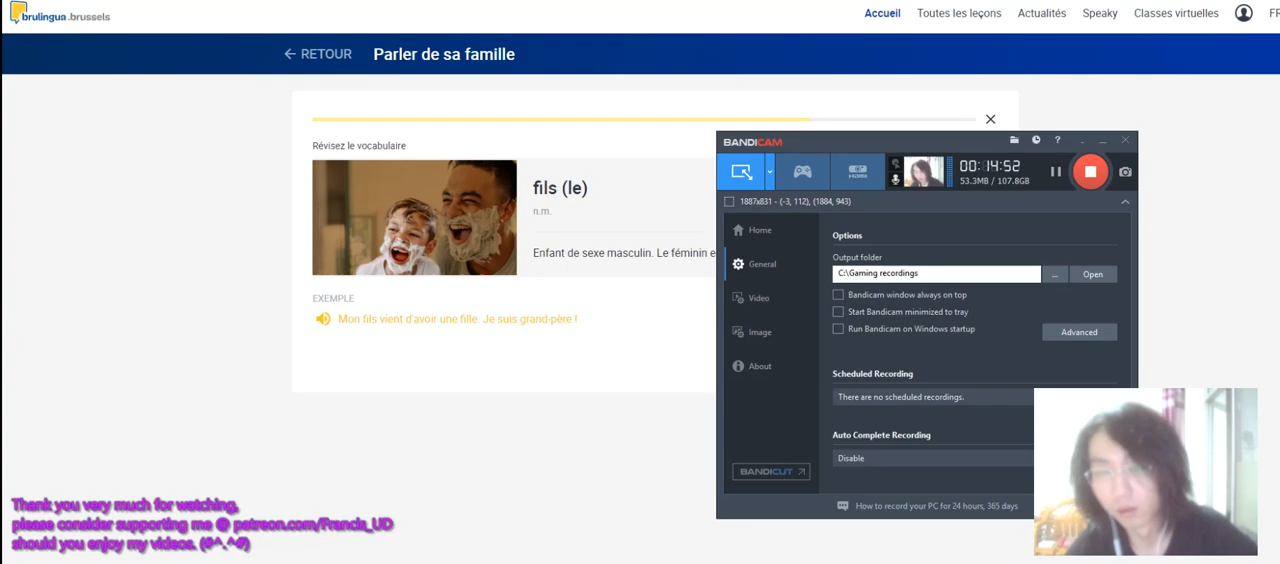 brulingua.brussels
Accueil Toutes les leçons Actualités Speaky Classes virtuelles FR
← RETOUR Parler de sa famille
Révisez le vocabulaire
fils (le)
n.m.
Enfant de sexe masculin. Le féminin e
EXEMPLE
Mon fils vient d'avoir une fille. Je suis grand-père !
BANDICAM
HDMI
00:14:52
53.3MB / 107.8GB
1887x831 - (-3, 112), (1884, 943)
Home
General
Video
Image
About
BANDICUT
Options
Output folder
C:\Gaming recordings ... Open
Bandicam window always on top
Start Bandicam minimized to tray
Run Bandicam on Windows startup
Advanced
Scheduled Recording
There are no scheduled recordings.
Auto Complete Recording
Disable
How to record your PC for 24 hours, 365 days
Thank you very much for watching,
please consider supporting me @ patreon.com/Francis_UD
should you enjoy my videos. (#^.^#)